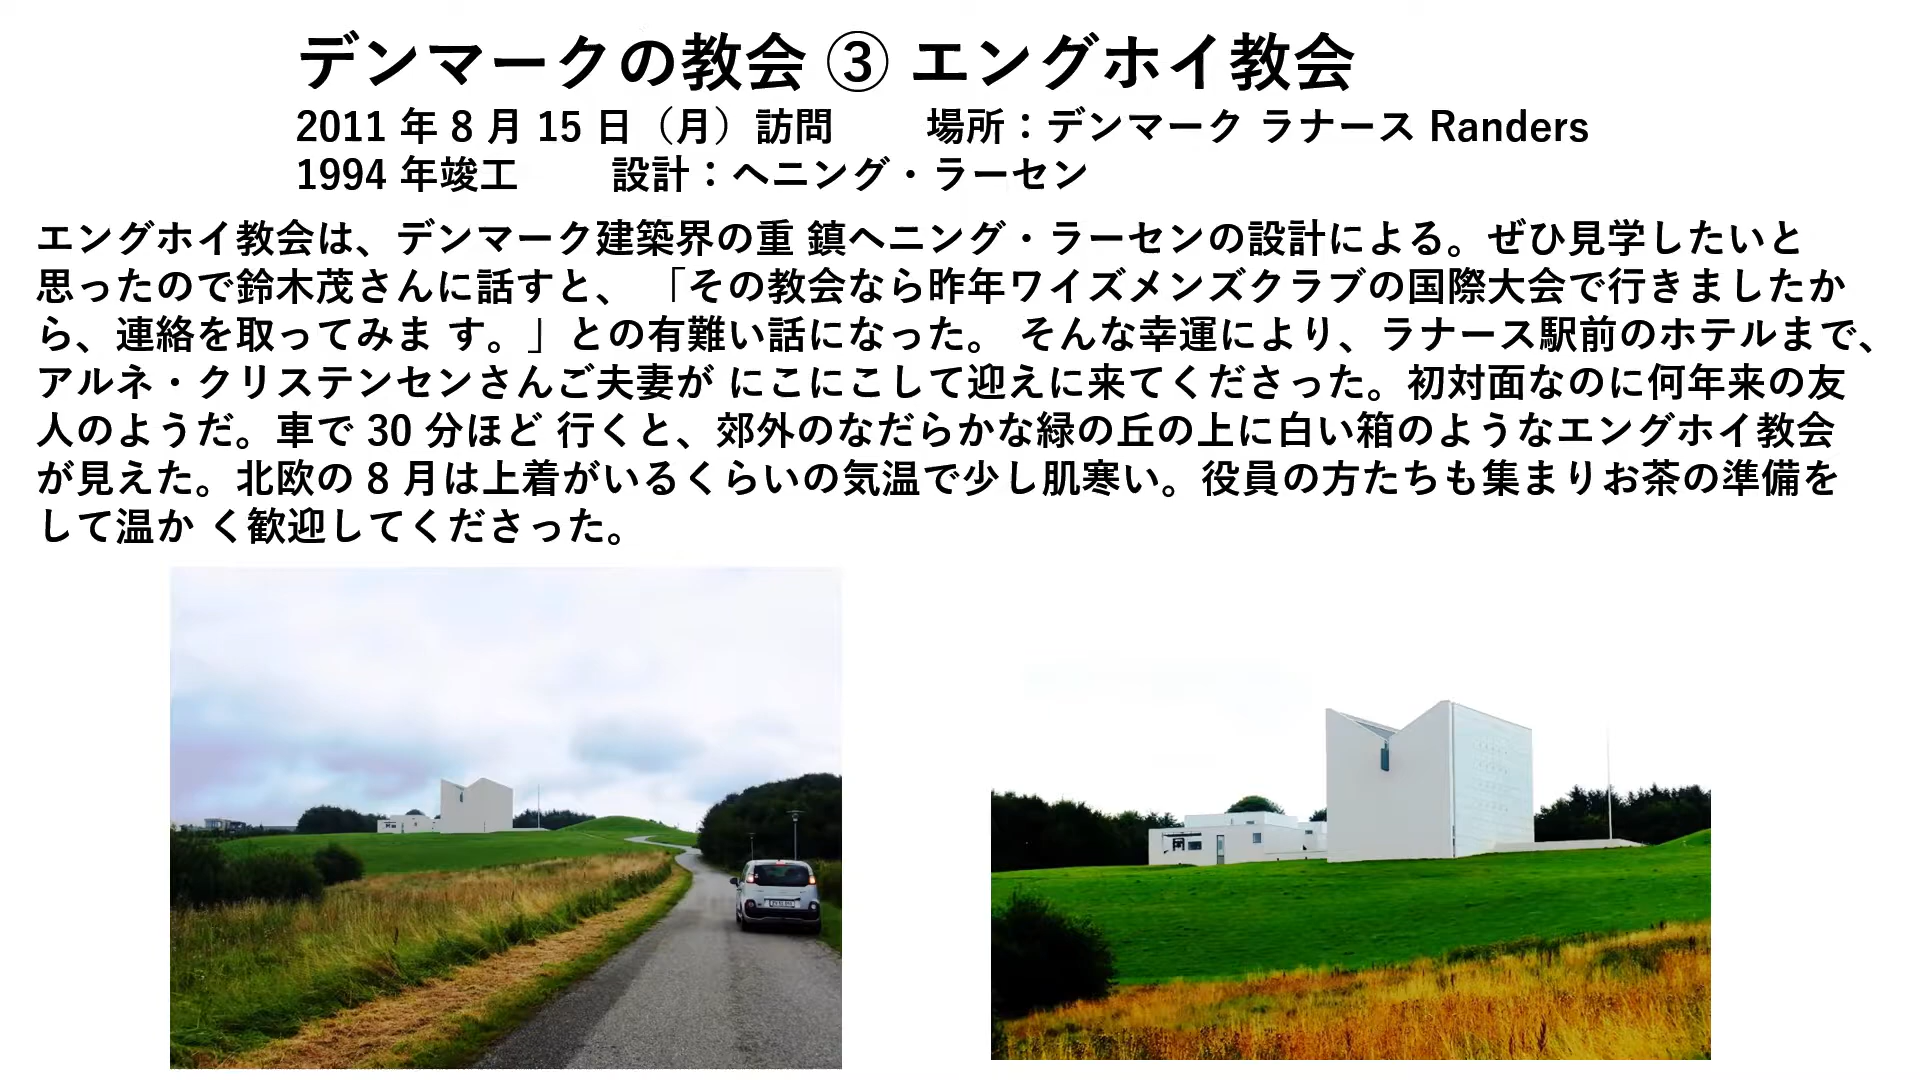 デンマークの教会 ③ エングホイ教会
2011 年 8 月 15 日（月）訪問　　場所：デンマーク ラナース Randers
1994 年竣工　　設計：ヘニング・ラーセン
エングホイ教会は、デンマーク建築界の重 鎮ヘニング・ラーセンの設計による。ぜひ見学したいと
思ったので鈴木茂さんに話すと、 「その教会なら昨年ワイズメンズクラブの国際大会で行きましたか
ら、連絡を取ってみま す。」との有難い話になった。 そんな幸運により、ラナース駅前のホテルまで、
アルネ・クリステンセンさんご夫妻が にこにこして迎えに来てくださった。初対面なのに何年来の友
人のようだ。車で 30 分ほど 行くと、郊外のなだらかな緑の丘の上に白い箱のようなエングホイ教会
が見えた。北欧の 8 月は上着がいるくらいの気温で少し肌寒い。役員の方たちも集まりお茶の準備を
して温か く歓迎してくださった。